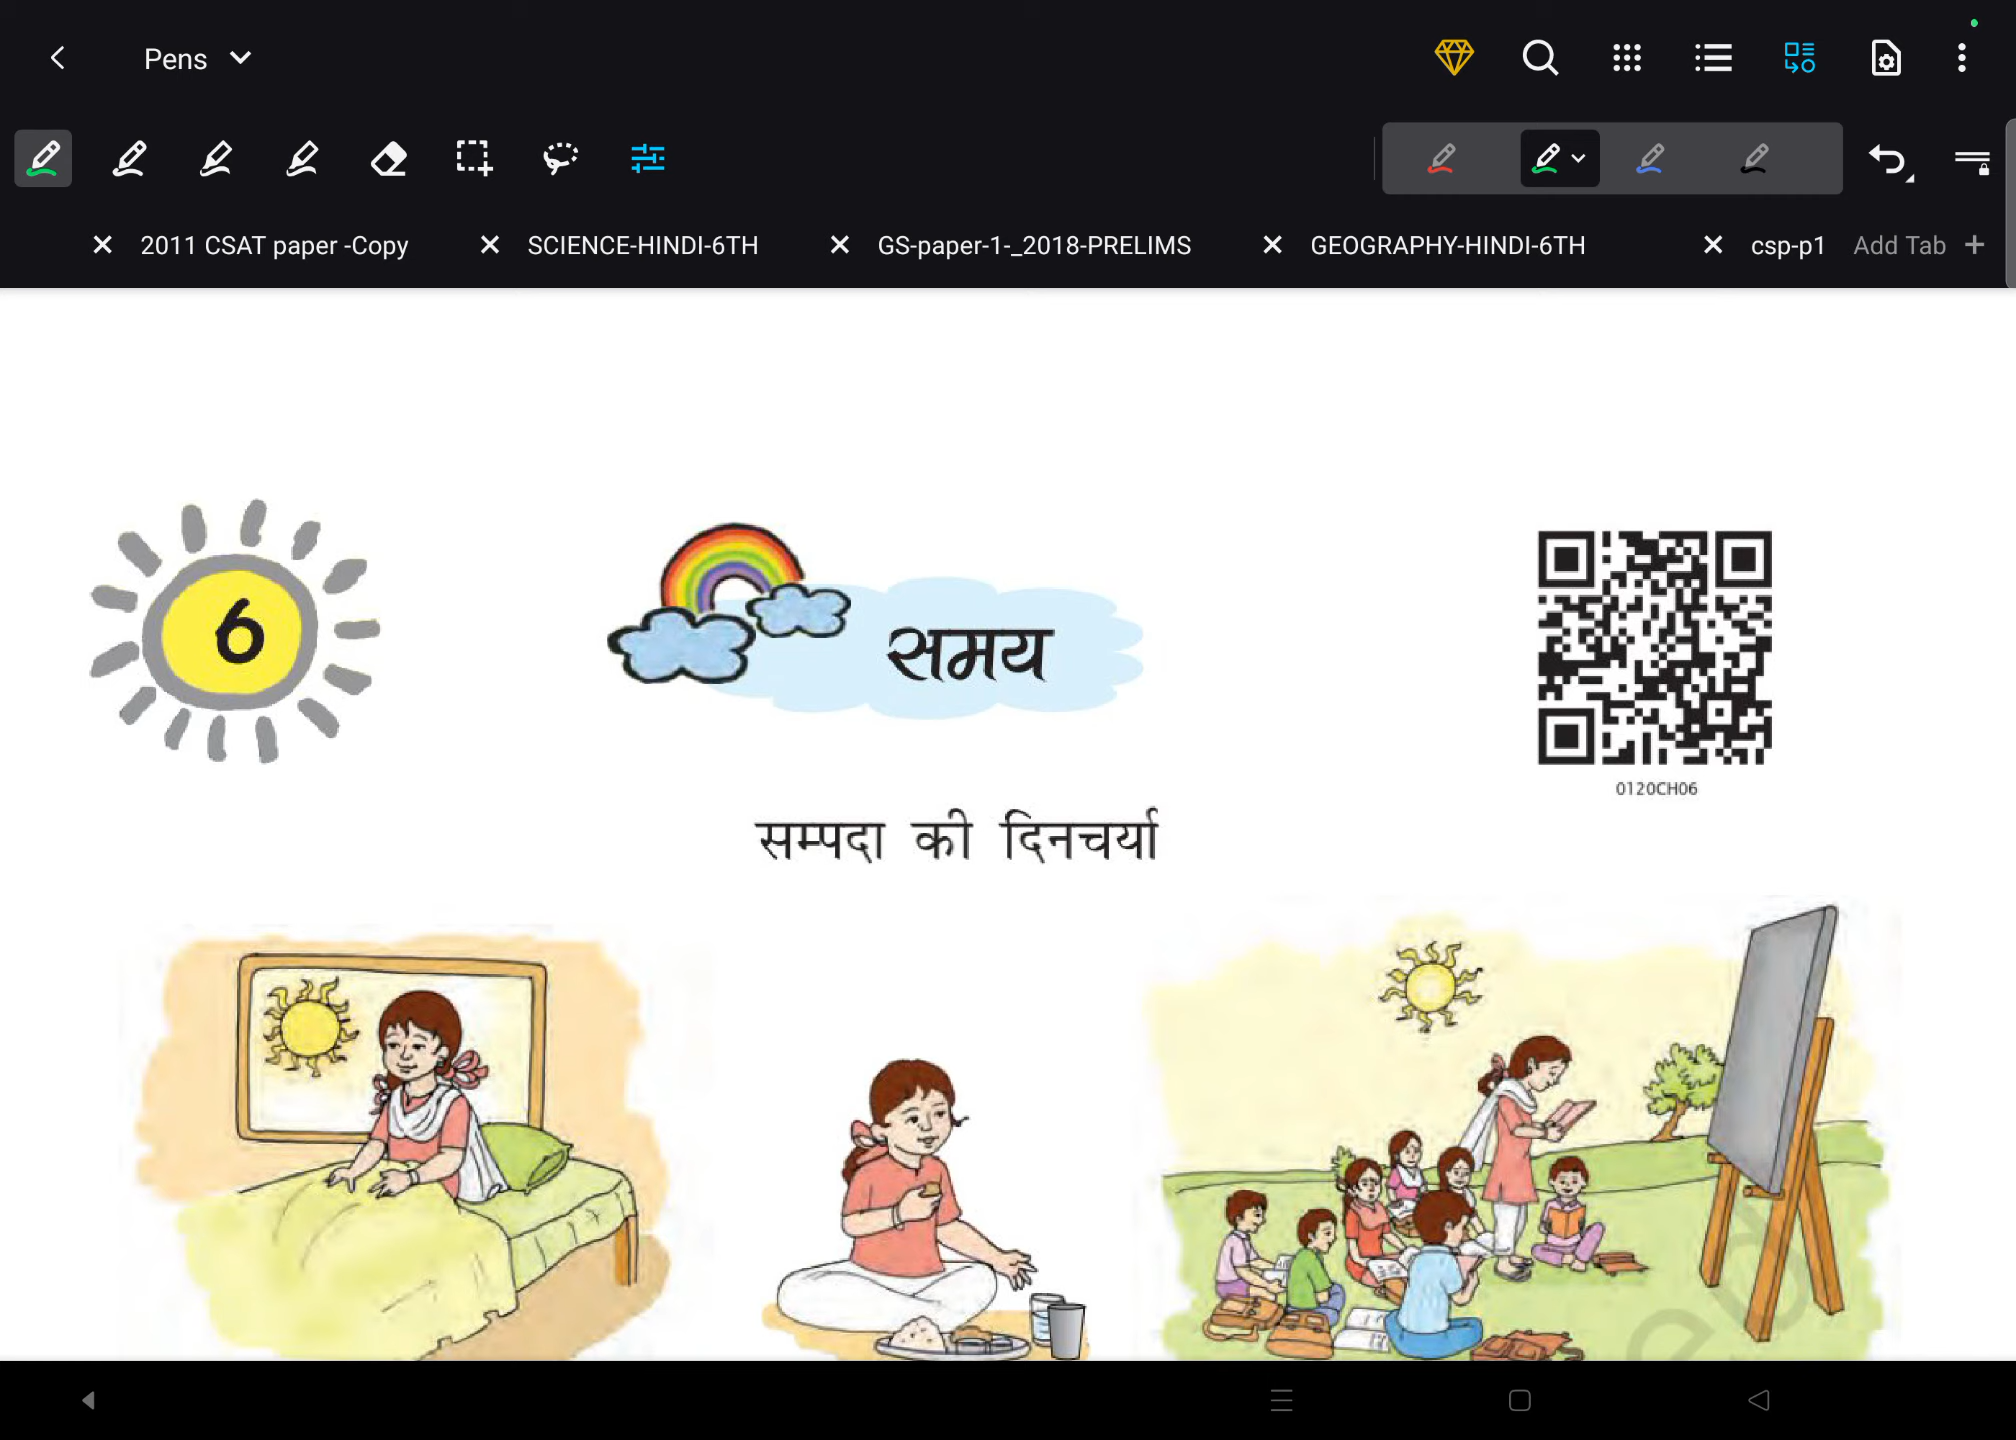 Pens
2011 CSAT paper -Copy
SCIENCE-HINDI-6TH
GS-paper-1-_2018-PRELIMS
GEOGRAPHY-HINDI-6TH
csp-p1
Add Tab +
6
समय
0120CH06
सम्पदा की दिनचर्या